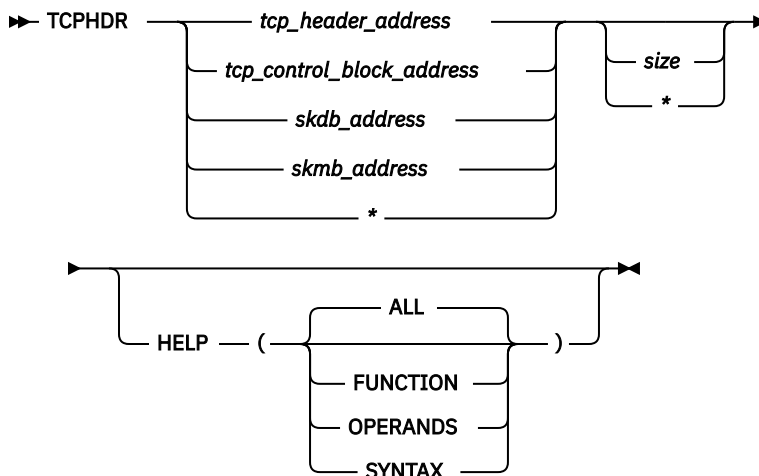 TCPHDR tcp_header_address
tcp_control_block_address
skdb_address
skmb_address
*
size
*
HELP ( ALL )
FUNCTION
OPERANDS
SYNTAX